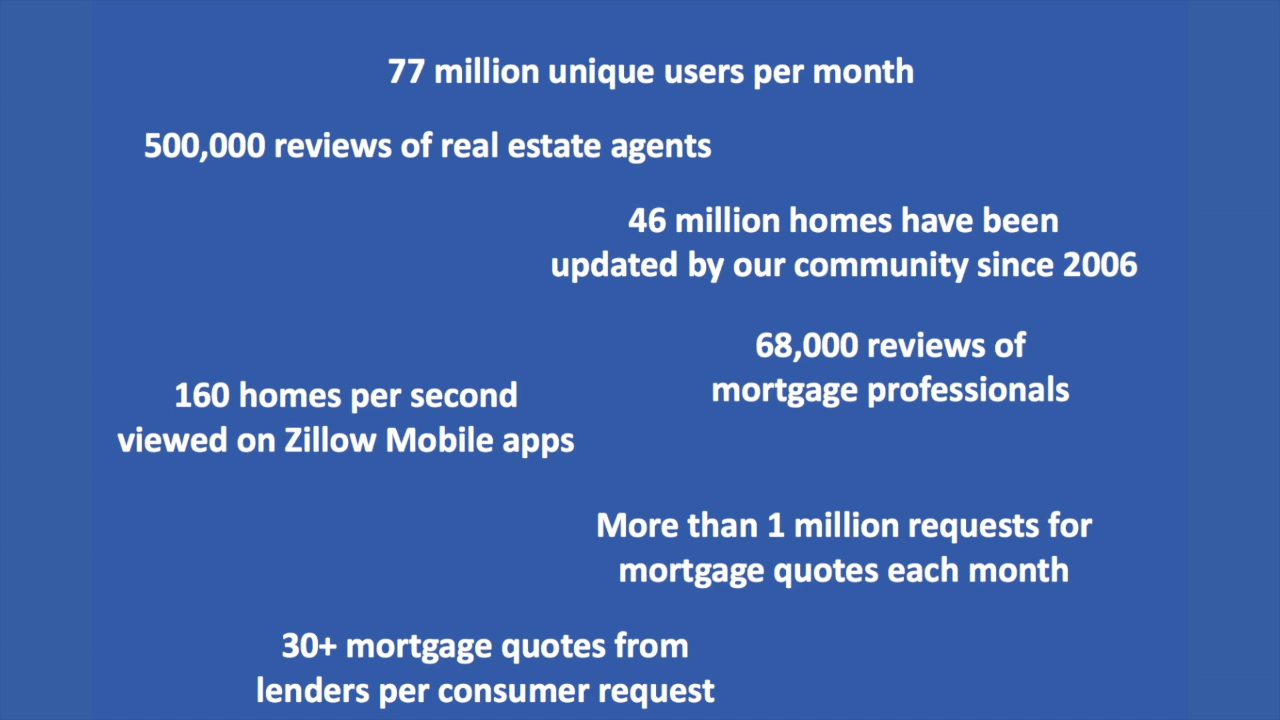 77 million unique users per month
500,000 reviews of real estate agents
46 million homes have been
updated by our community since 2006
68,000 reviews of
mortgage professionals
160 homes per second
viewed on Zillow Mobile apps
More than 1 million requests for
mortgage quotes each month
30+ mortgage quotes from
lenders per consumer request